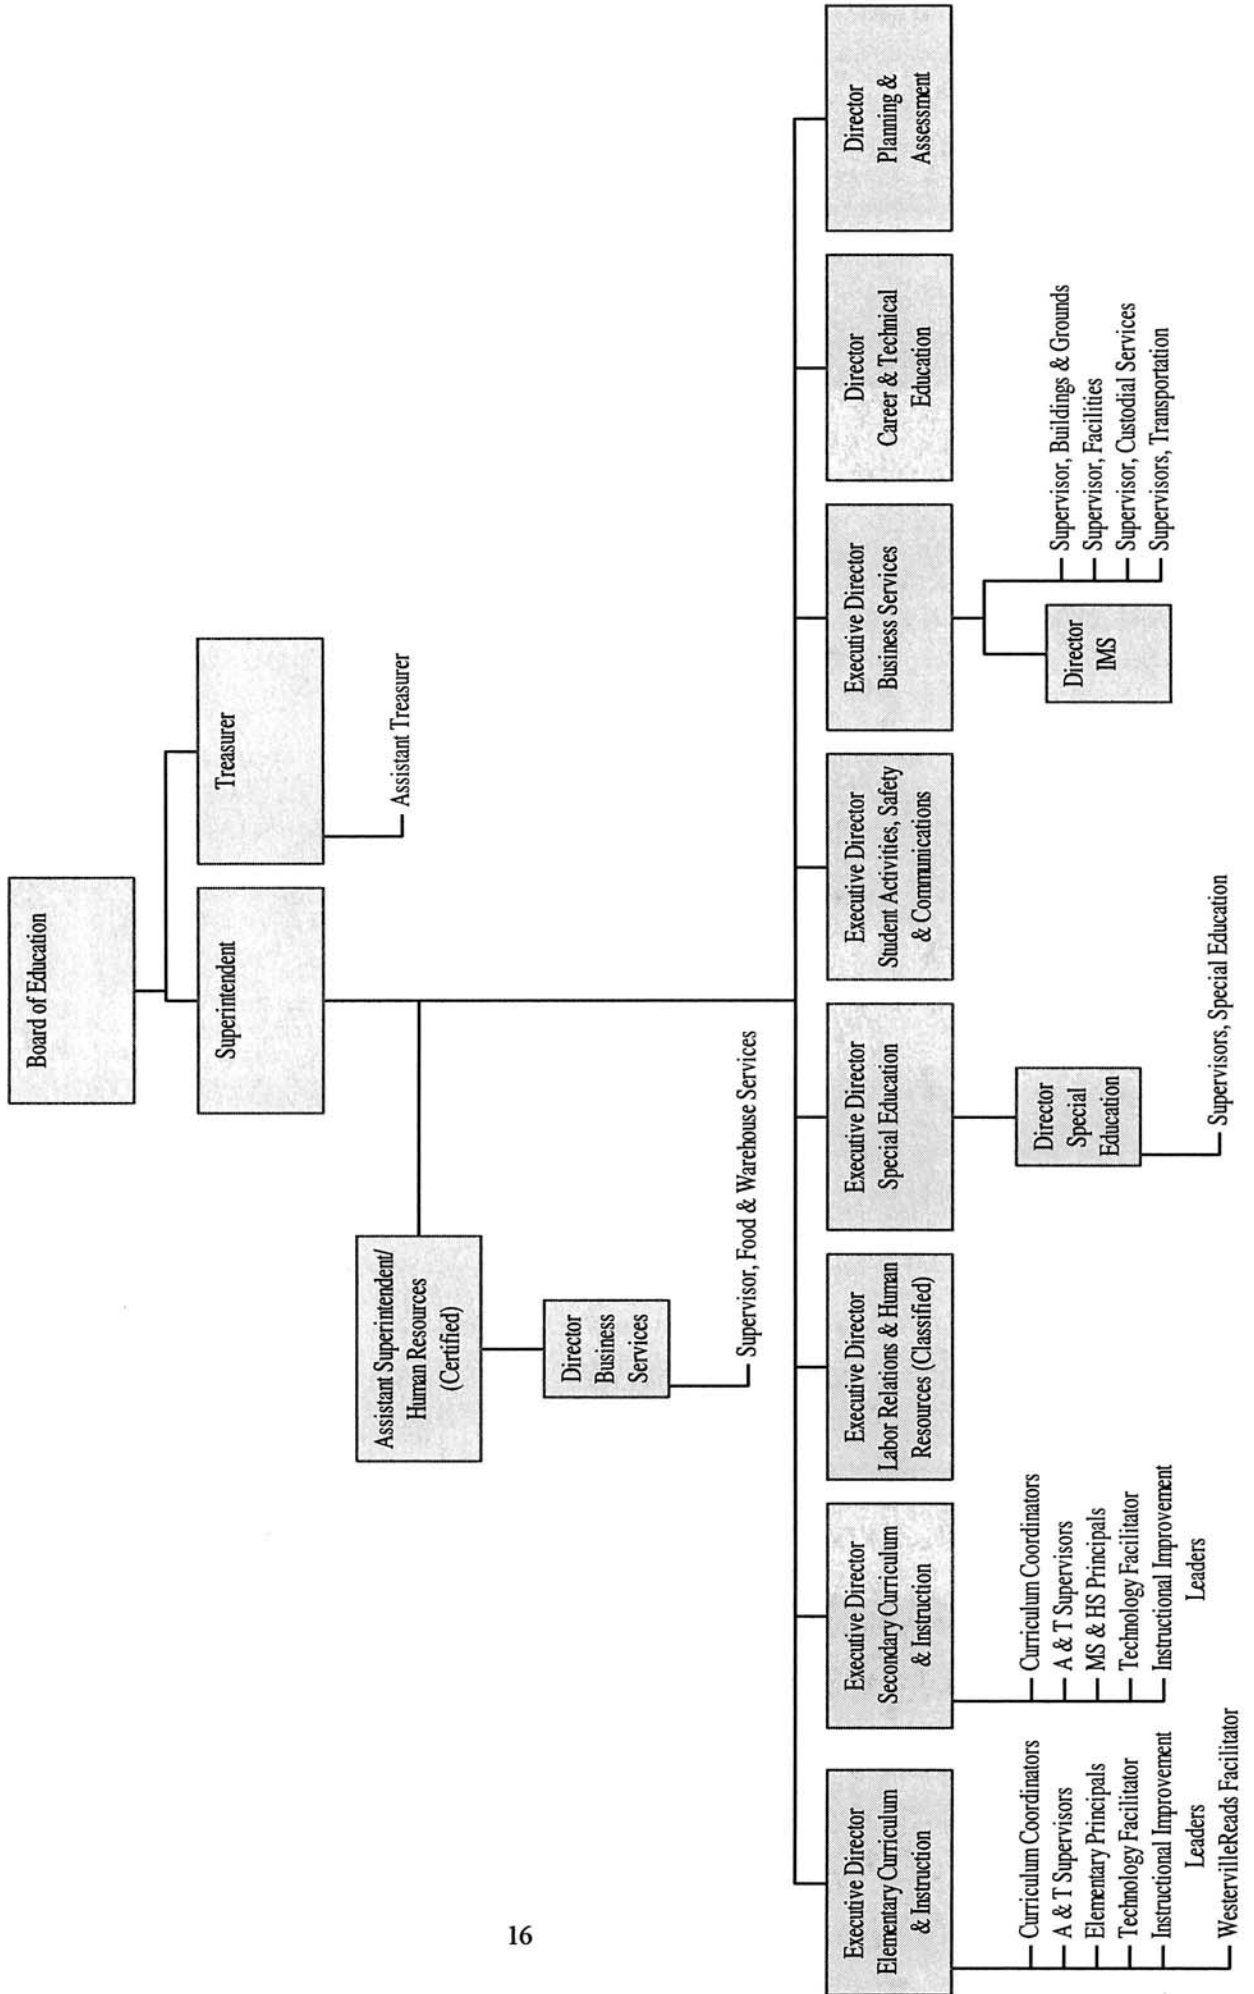 Board of Education
Superintendent
Treasurer
Assistant Treasurer
Assistant Superintendent/
Human Resources
(Certified)
Director
Business
Services
Supervisor, Food & Warehouse Services
Executive Director
Elementary Curriculum
& Instruction
Curriculum Coordinators
A & T Supervisors
Elementary Principals
Technology Facilitator
Instructional Improvement
Leaders
WestervilleReads Facilitator
Executive Director
Secondary Curriculum
& Instruction
Curriculum Coordinators
A & T Supervisors
MS & HS Principals
Technology Facilitator
Instructional Improvement
Leaders
Executive Director
Labor Relations & Human
Resources (Classified)
Executive Director
Special Education
Director
Special
Education
Supervisors, Special Education
Executive Director
Student Activities, Safety
& Communications
Executive Director
Business Services
Director
IMS
Supervisor, Buildings & Grounds
Supervisor, Facilities
Supervisor, Custodial Services
Supervisors, Transportation
Director
Career & Technical
Education
Director
Planning &
Assessment
16